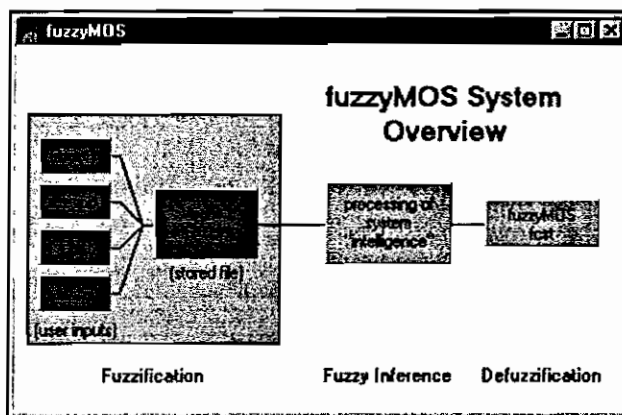 fuzzyMOS
fuzzyMOS System
Overview
processing of
system
"intelligence"
fuzzyMOS
fcst
(stored file)
(user inputs)
Fuzzification
Fuzzy Inference
Defuzzification